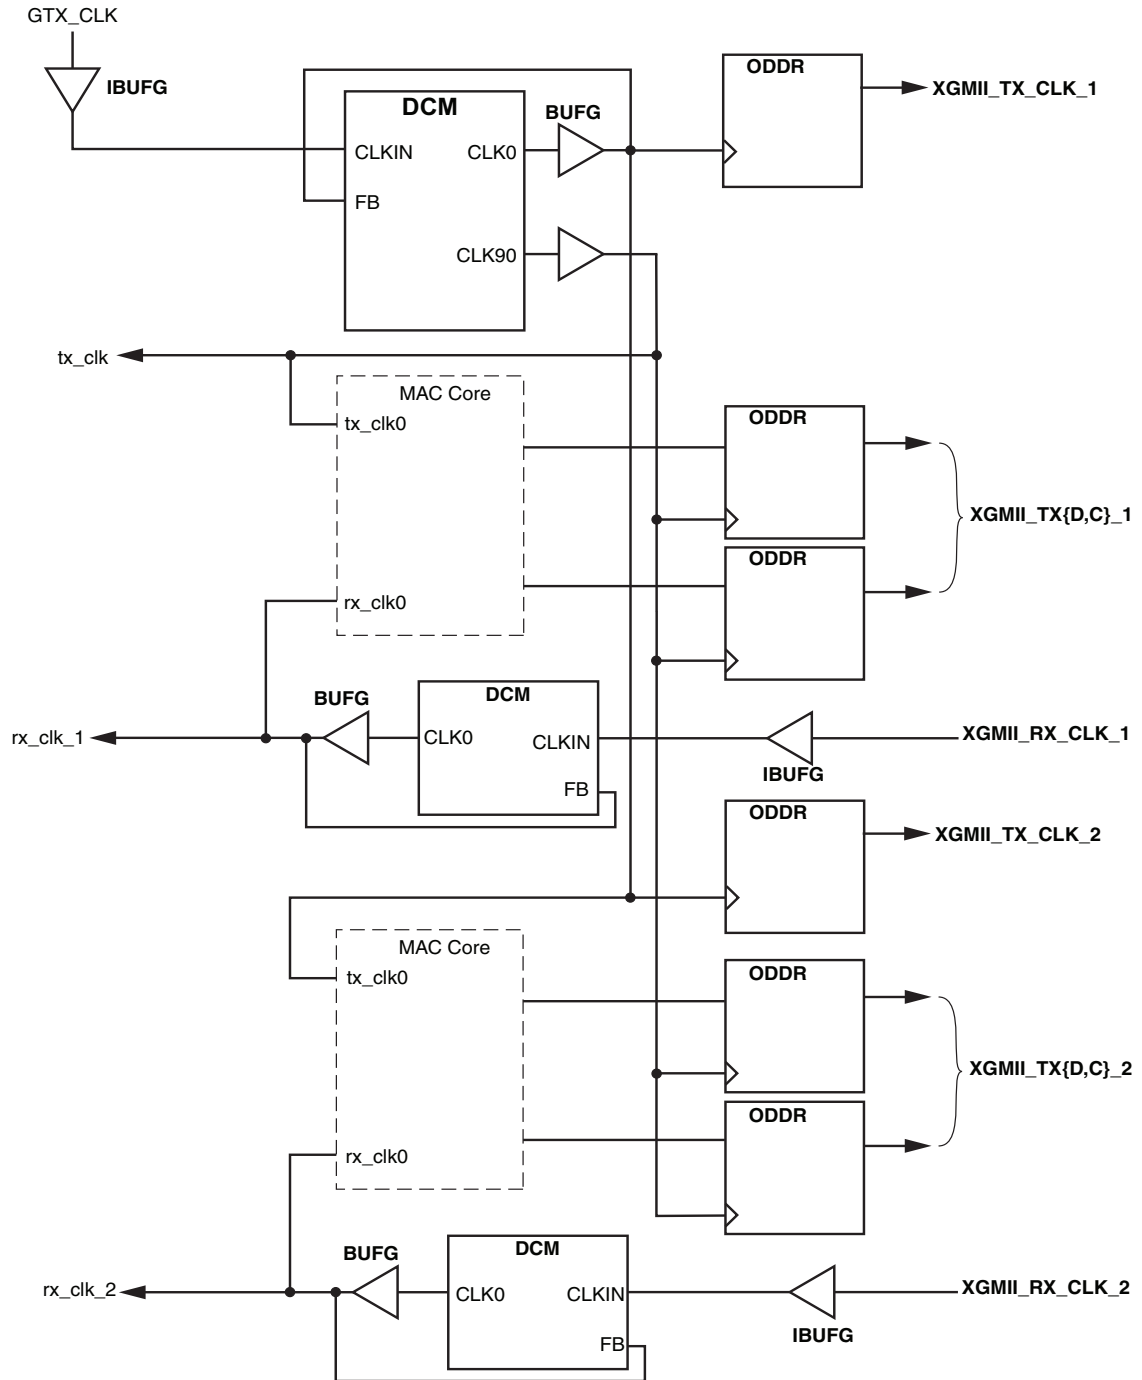 GTX_CLK
IBUFG
DCM
BUFG
ODDR
XGMII_TX_CLK_1
CLKIN
CLK0
FB
CLK90
tx_clk
MAC Core
tx_clk0
rx_clk0
ODDR
XGMII_TX{D,C}_1
ODDR
rx_clk_1
BUFG
DCM
CLK0
CLKIN
FB
IBUFG
XGMII_RX_CLK_1
ODDR
XGMII_TX_CLK_2
MAC Core
tx_clk0
rx_clk0
ODDR
XGMII_TX{D,C}_2
ODDR
rx_clk_2
BUFG
DCM
CLK0
CLKIN
FB
IBUFG
XGMII_RX_CLK_2